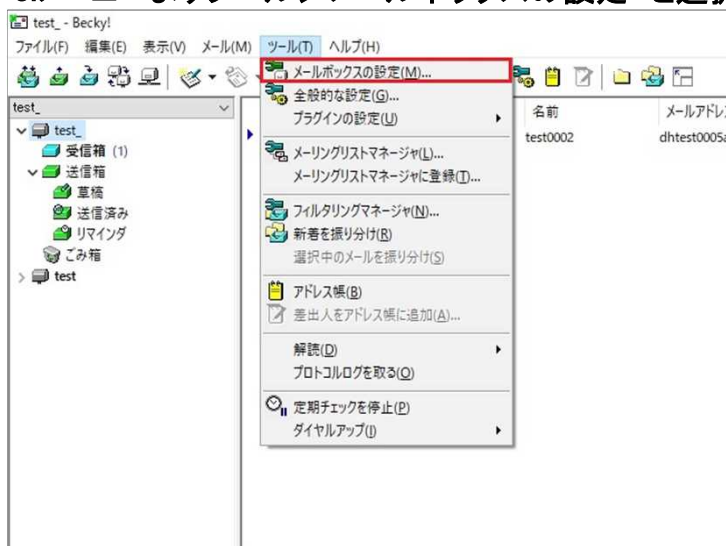 test_ - Becky!
ファイル(F) 編集(E) 表示(V) メール(M) ツール(T) ヘルプ(H)
メールボックスの設定(M)...
全般的な設定(G)...
プラグインの設定(U)
メーリングリストマネージャ(L)...
メーリングリストマネージャに登録(T)...
フィルタリングマネージャ(N)...
新着を振り分け(R)
選択中のメールを振り分け(S)
アドレス帳(B)
差出人をアドレス帳に追加(A)...
解読(D)
プロトコルログを取る(O)
定期チェックを停止(P)
ダイヤルアップ(I)
test_
test_
受信箱 (1)
送信箱
草稿
送信済み
リマインダ
ごみ箱
test
名前 メールアドレ
test0002 dhtest0005a